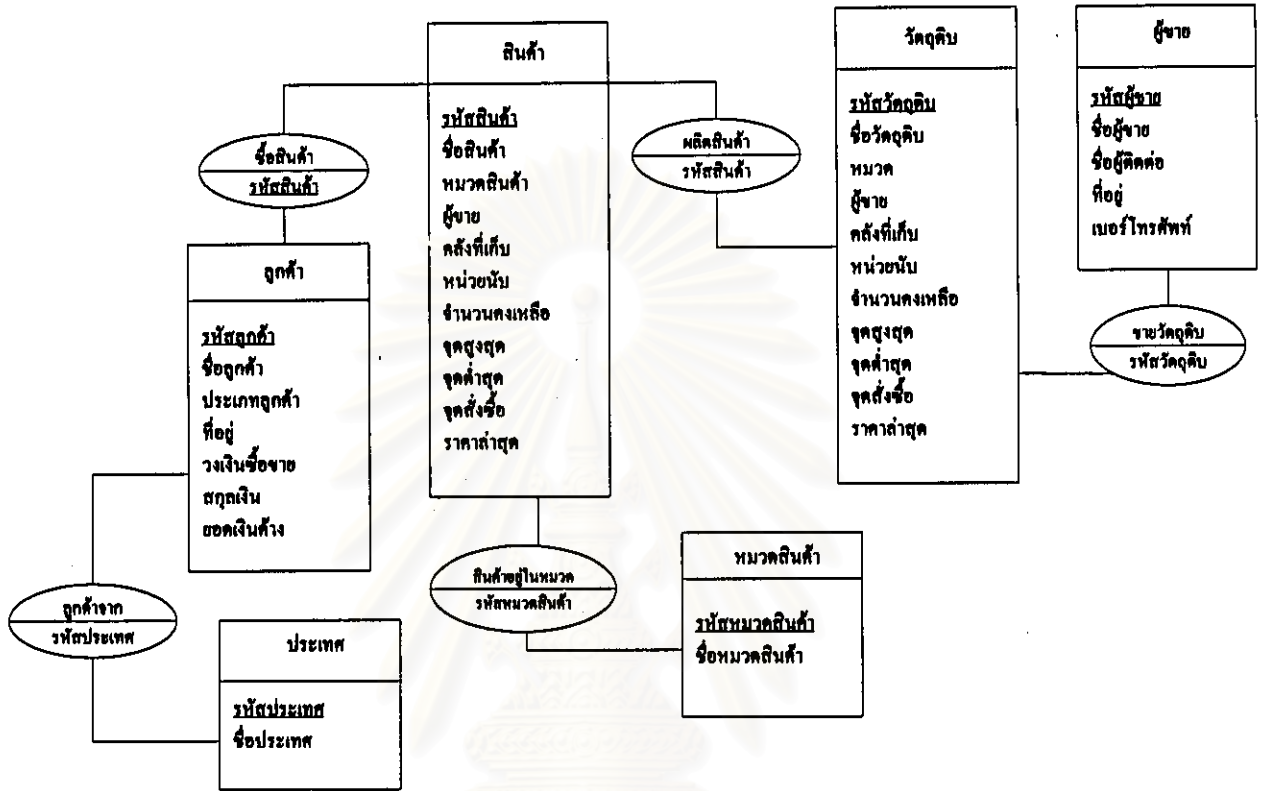 สินค้า
รหัสสินค้า
ชื่อสินค้า
หมวดสินค้า
ผู้ขาย
คลังที่เก็บ
หน่วยนับ
จำนวนคงเหลือ
จุดสูงสุด
จุดต่ำสุด
จุดสั่งซื้อ
ราคาล่าสุด
วัตถุดิบ
รหัสวัตถุดิบ
ชื่อวัตถุดิบ
หมวด
ผู้ขาย
คลังที่เก็บ
หน่วยนับ
จำนวนคงเหลือ
จุดสูงสุด
จุดต่ำสุด
จุดสั่งซื้อ
ราคาล่าสุด
ผู้ขาย
รหัสผู้ขาย
ชื่อผู้ขาย
ชื่อผู้ติดต่อ
ที่อยู่
เบอร์โทรศัพท์
ซื้อสินค้า
รหัสสินค้า
ผลิตสินค้า
รหัสสินค้า
ขายวัตถุดิบ
รหัสวัตถุดิบ
ลูกค้า
รหัสลูกค้า
ชื่อลูกค้า
ประเภทลูกค้า
ที่อยู่
วงเงินซื้อขาย
สกุลเงิน
ยอดเงินค้าง
สินค้าอยู่ในหมวด
รหัสหมวดสินค้า
หมวดสินค้า
รหัสหมวดสินค้า
ชื่อหมวดสินค้า
ลูกค้าจาก
รหัสประเทศ
ประเทศ
รหัสประเทศ
ชื่อประเทศ